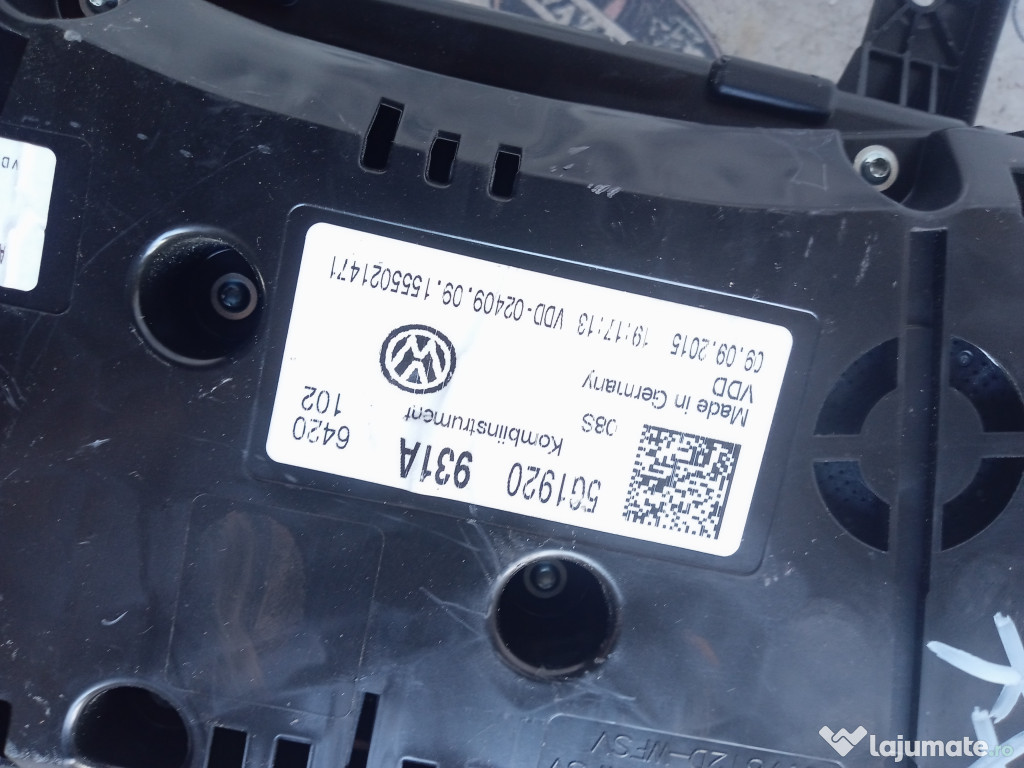 5G1920
931A
6420
102
Kombiinstrument
08S
Made in Germany
VDD
09.09.2015 19:17:13 VDD-02409.09.1555021471
lajumate.ro